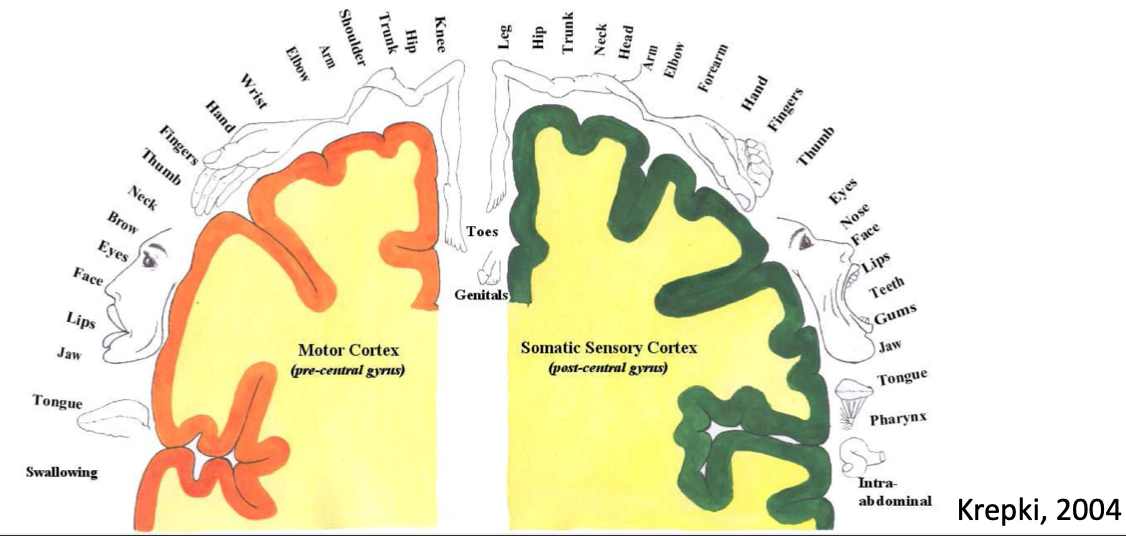 Swallowing
Tongue
Jaw
Lips
Face
Eyes
Brow
Neck
Thumb
Fingers
Hand
Wrist
Elbow
Arm
Shoulder
Trunk
Hip
Knee
Toes
Genitals
Leg
Hip
Trunk
Neck
Head
Arm
Elbow
Forearm
Hand
Fingers
Thumb
Eyes
Nose
Face
Lips
Teeth
Gums
Jaw
Tongue
Pharynx
Intra-
abdominal
Motor Cortex
(pre-central gyrus)
Somatic Sensory Cortex
(post-central gyrus)
Krepki, 2004